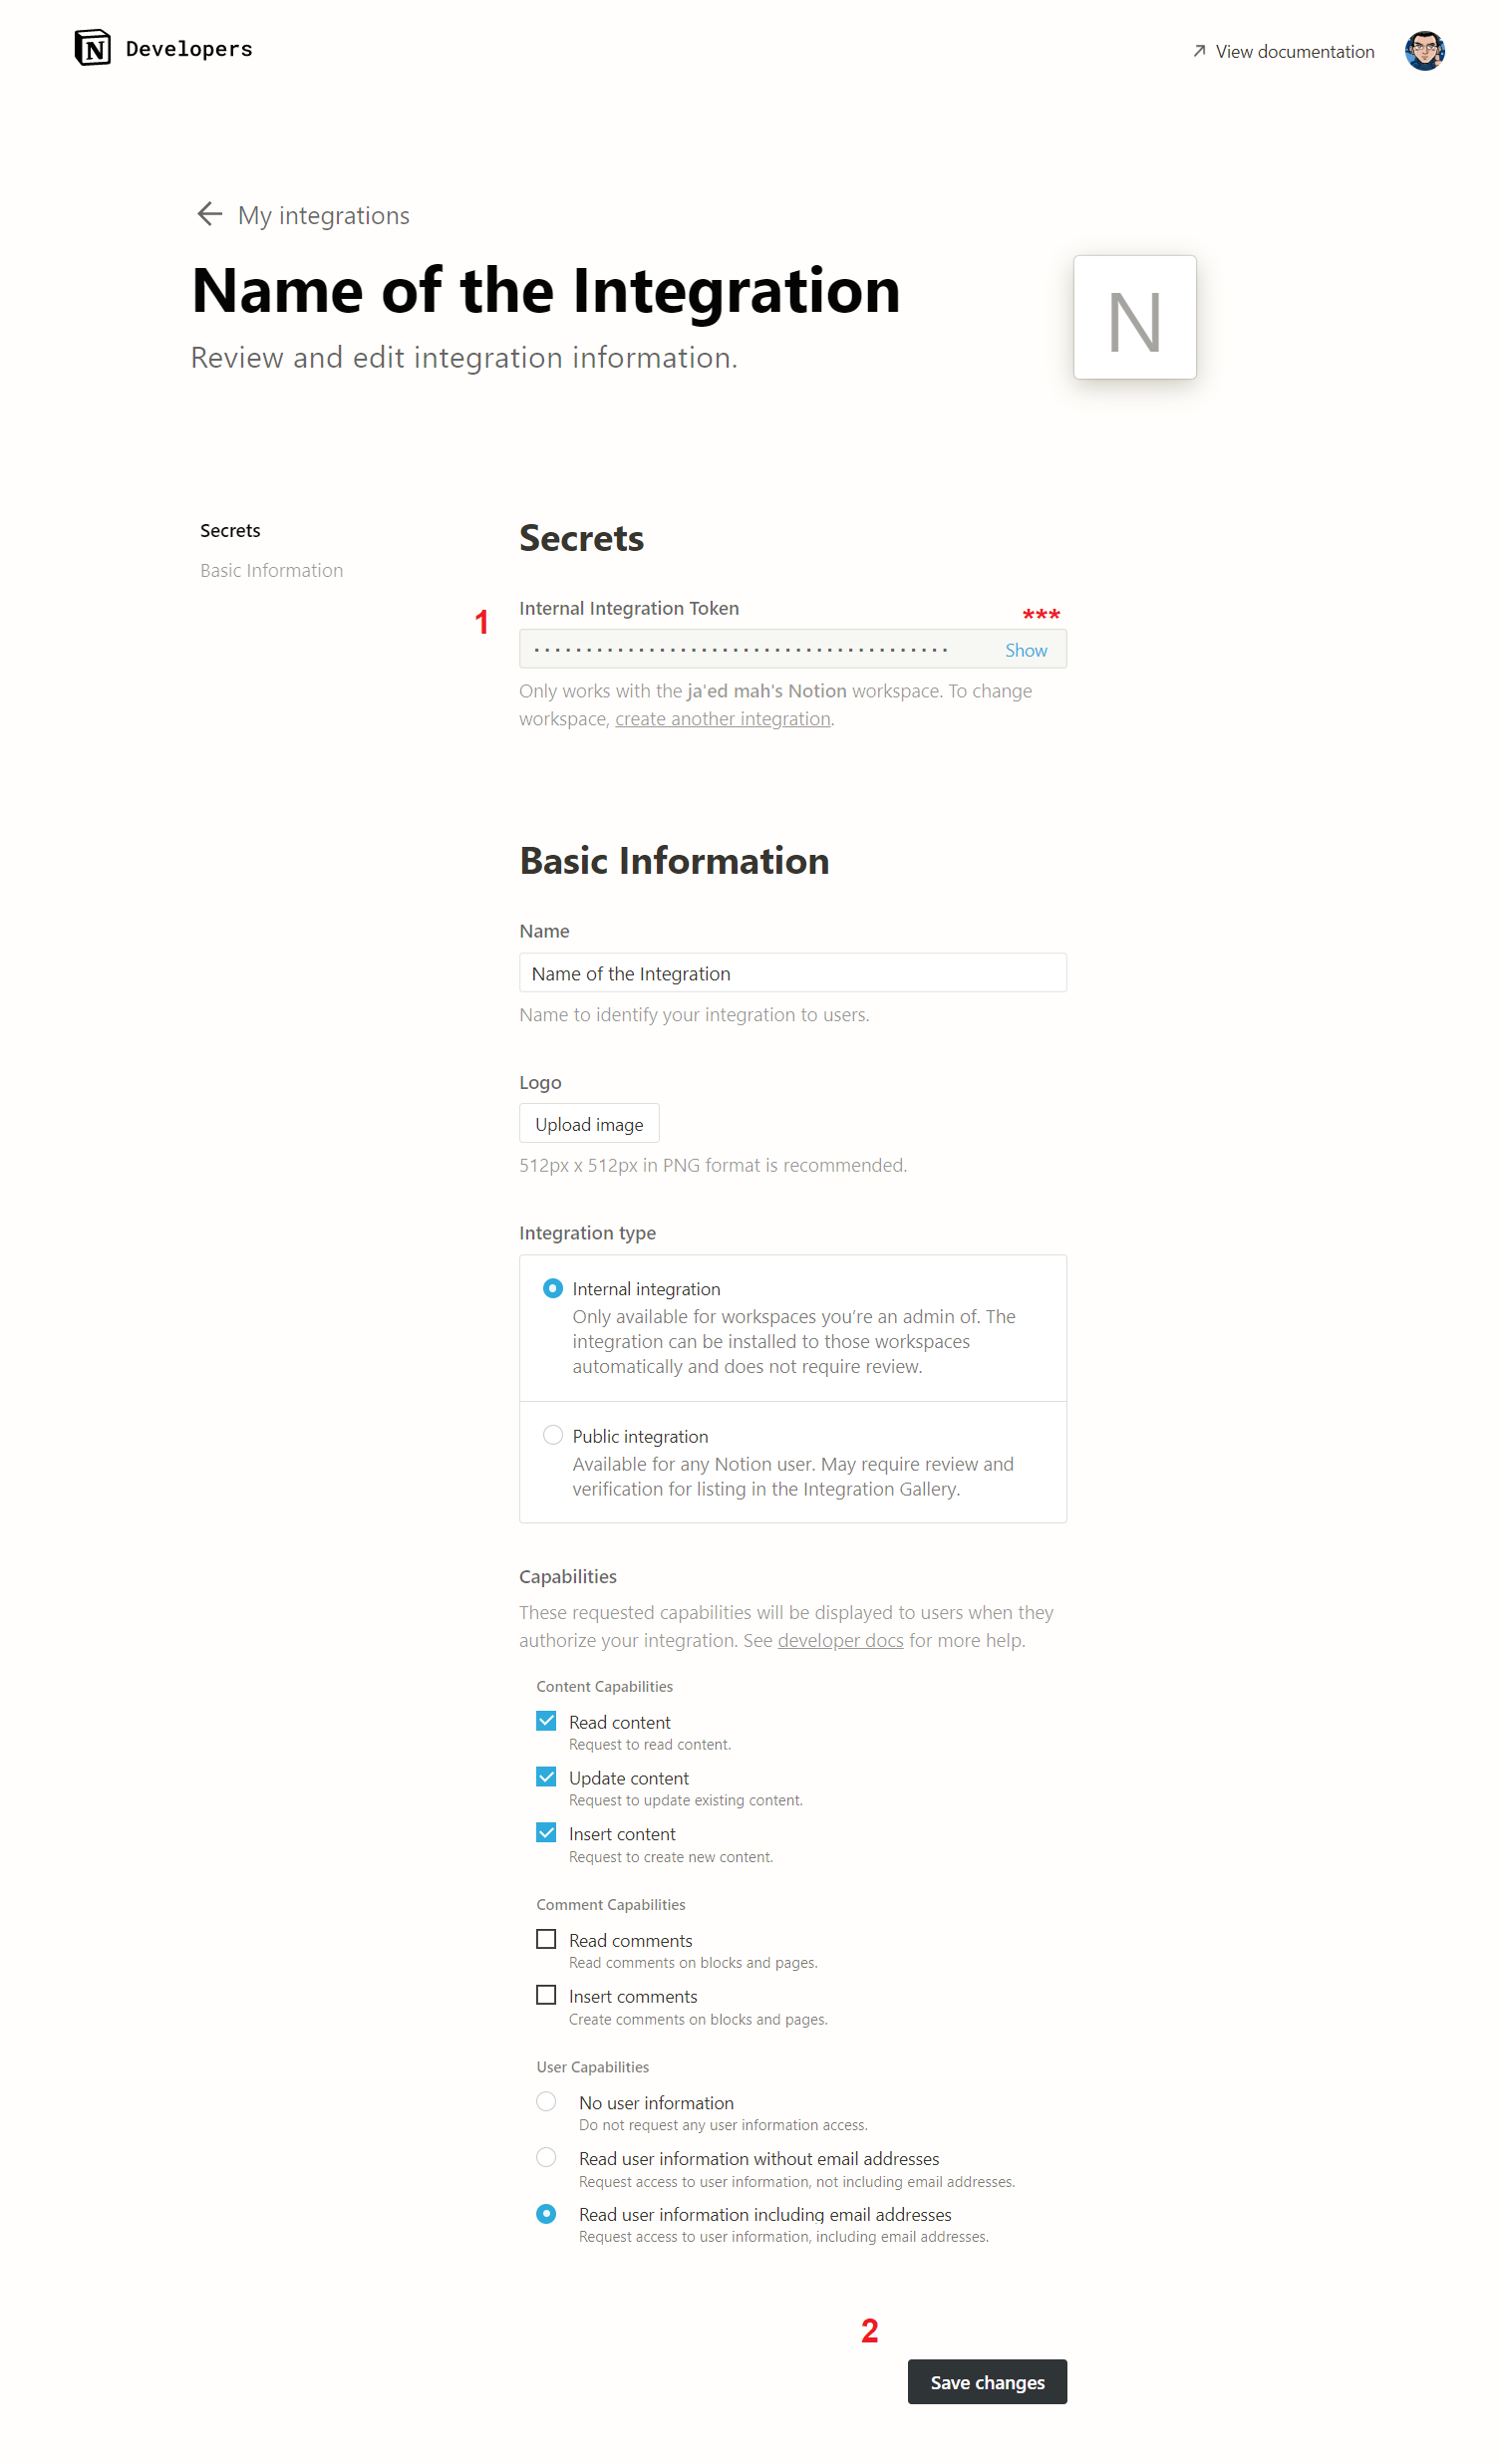 N Developers
View documentation
My integrations
Name of the Integration
N
Review and edit integration information.
Secrets
Basic Information
Secrets
1
Internal Integration Token
***
•••••••••••••••••••••••••••••••••••••••• Show
Only works with the ja'ed mah's Notion workspace. To change
workspace, create another integration.
Basic Information
Name
Name of the Integration
Name to identify your integration to users.
Logo
Upload image
512px x 512px in PNG format is recommended.
Integration type
Internal integration
Only available for workspaces you’re an admin of. The
integration can be installed to those workspaces
automatically and does not require review.
Public integration
Available for any Notion user. May require review and
verification for listing in the Integration Gallery.
Capabilities
These requested capabilities will be displayed to users when they
authorize your integration. See developer docs for more help.
Content Capabilities
Read content
Request to read content.
Update content
Request to update existing content.
Insert content
Request to create new content.
Comment Capabilities
Read comments
Read comments on blocks and pages.
Insert comments
Create comments on blocks and pages.
User Capabilities
No user information
Do not request any user information access.
Read user information without email addresses
Request access to user information, not including email addresses.
Read user information including email addresses
Request access to user information, including email addresses.
2
Save changes